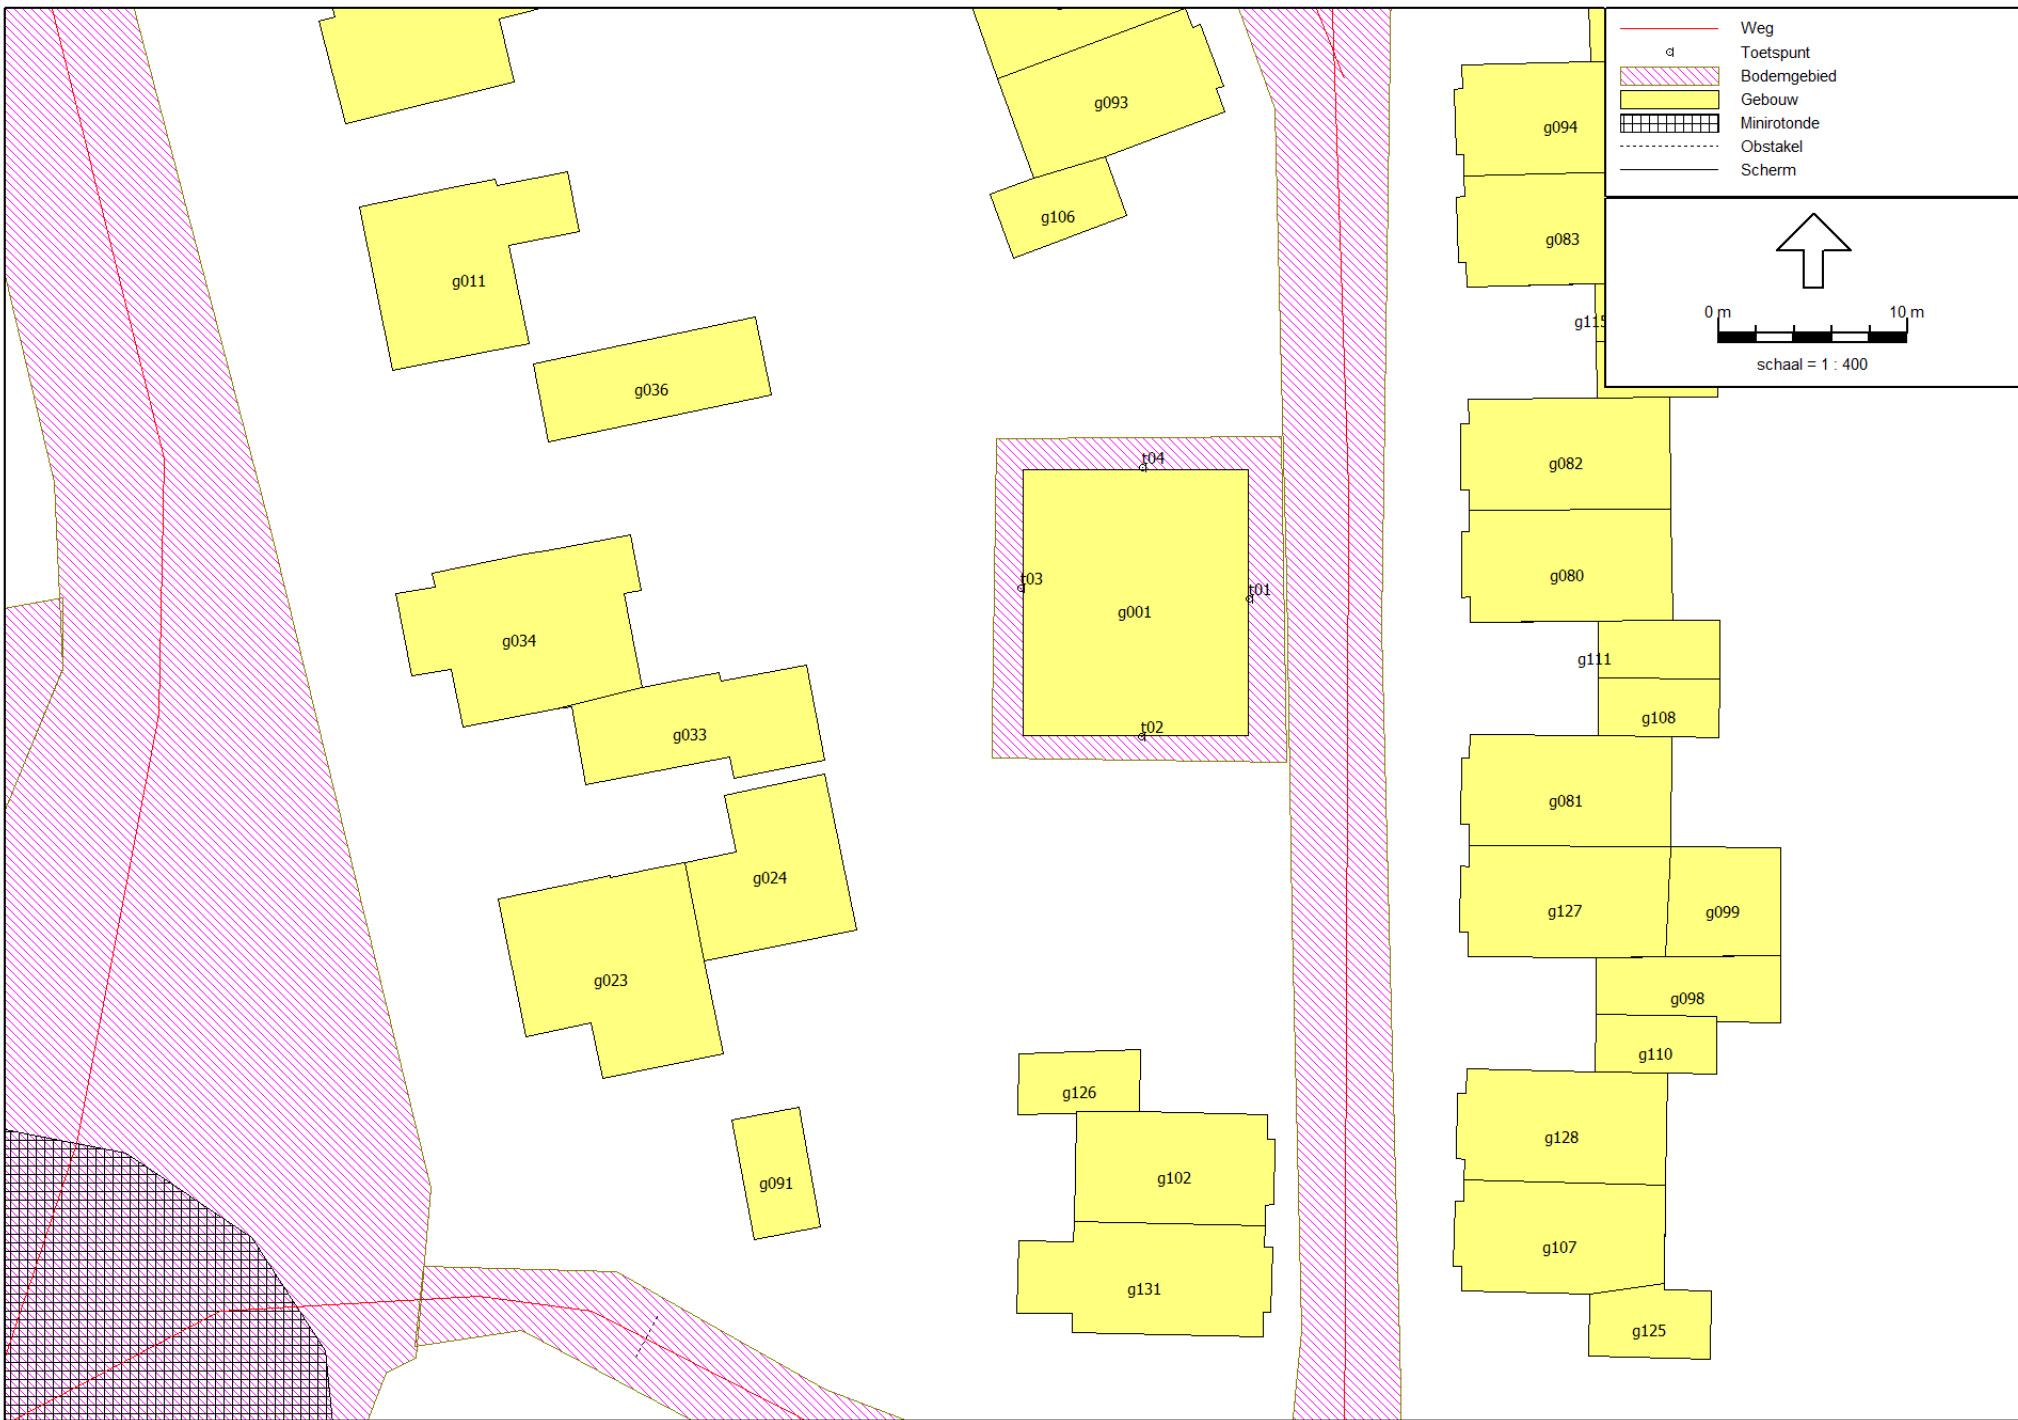 Weg
Toetspunt
Bodemgebied
Gebouw
Minirotonde
Obstakel
Scherm
g093
g094
g106
g083
g011
0 m 10 m
g115
schaal = 1 : 400
g036
t04
g082
g080
t03
t01
g001
g034
g111
g108
t02
g033
g081
g024
g127
g099
g023
g098
g110
g126
g128
g102
g091
g107
g131
g125